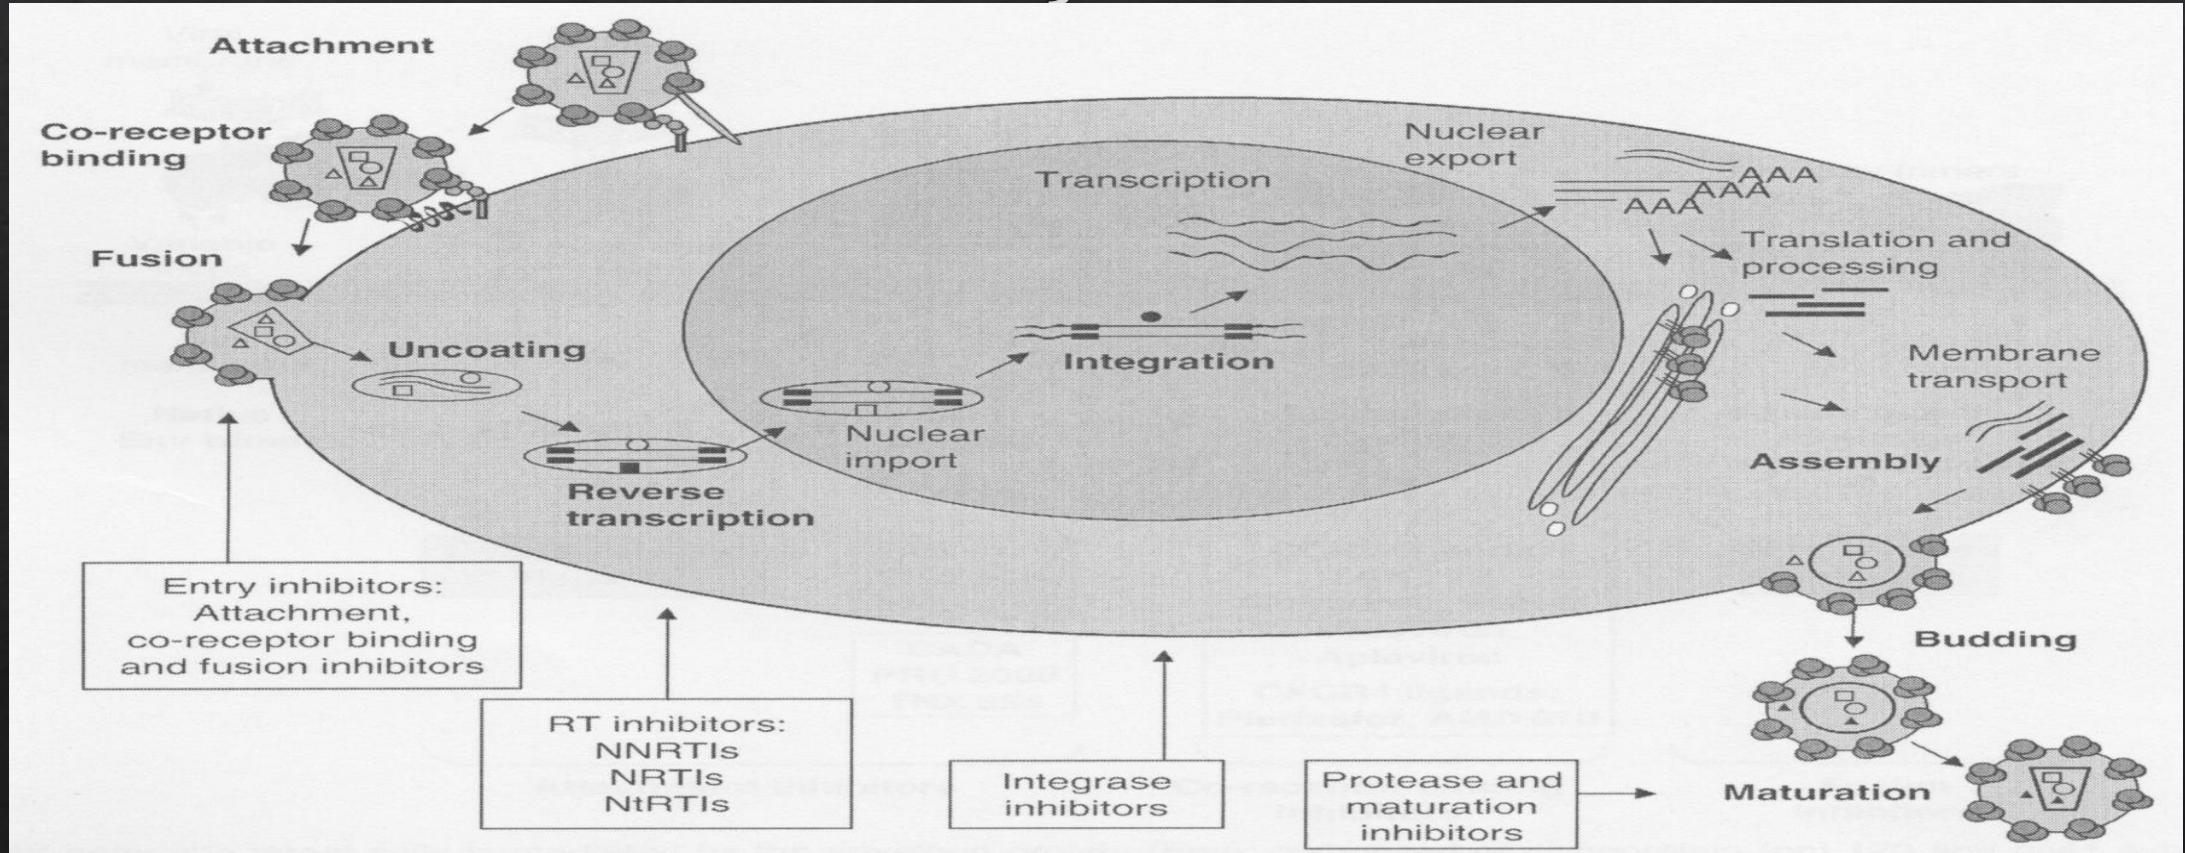 Attachment
Co-receptor
binding
Fusion
Uncoating
Reverse
transcription
Nuclear
import
Integration
Transcription
Nuclear
export
AAA
AAA
AAA
Translation and
processing
Membrane
transport
Assembly
Budding
Maturation
Entry inhibitors:
Attachment,
co-receptor binding
and fusion inhibitors
RT inhibitors:
NNRTIs
NRTIs
NtRTIs
Integrase
inhibitors
Protease and
maturation
inhibitors